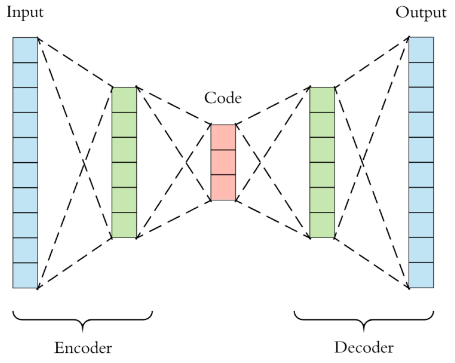 Input
Output
Code
Encoder
Decoder